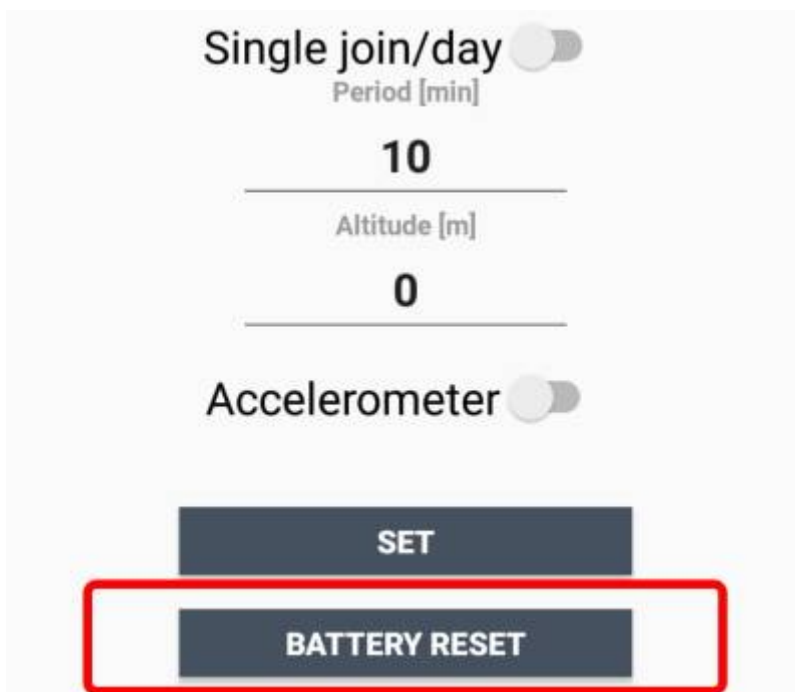 Single join/day
Period [min]
10
Altitude [m]
0
Accelerometer
SET
BATTERY RESET